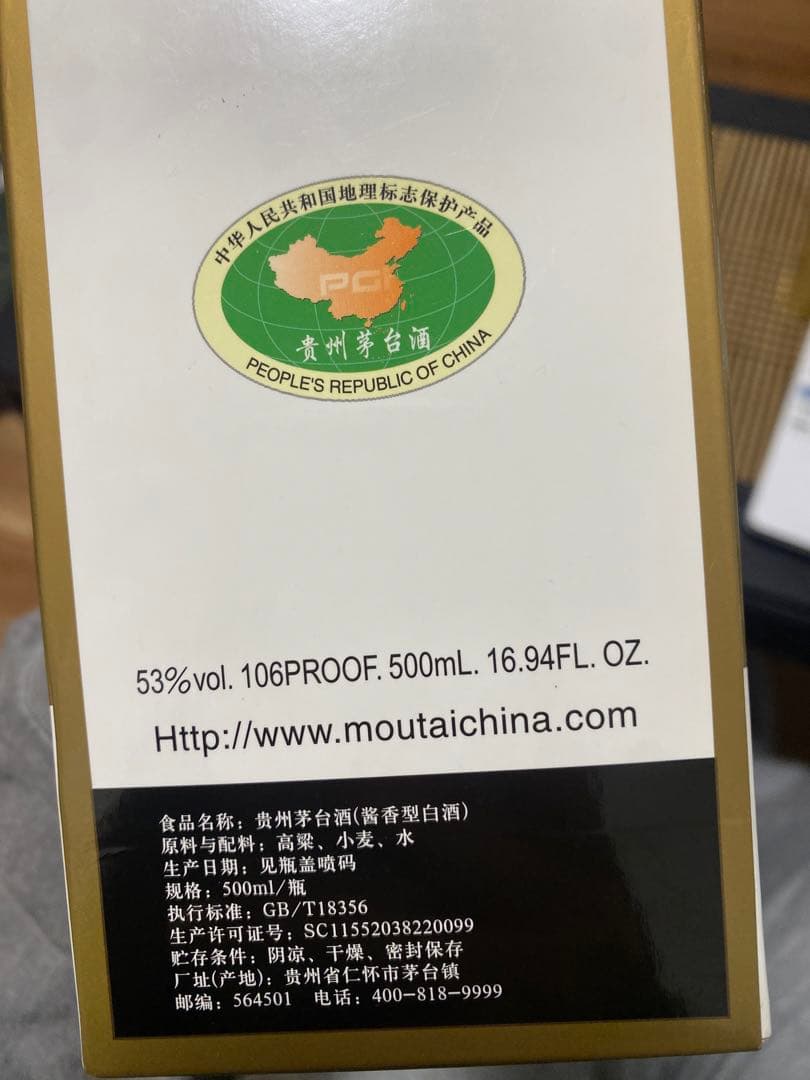 中华人民共和国地理标志保护产品
PGI
贵州茅台酒
PEOPLE'S REPUBLIC OF CHINA
53%vol. 106PROOF. 500mL. 16.94FL. OZ.
Http://www.moutaichina.com
食品名称：贵州茅台酒(酱香型白酒)
原料与配料：高粱、小麦、水
生产日期：见瓶盖喷码
规格：500ml/瓶
执行标准：GB/T18356
生产许可证号：SC11552038220099
贮存条件：阴凉、干燥、密封保存
厂址(产地)：贵州省仁怀市茅台镇
邮编：564501 电话：400-818-9999